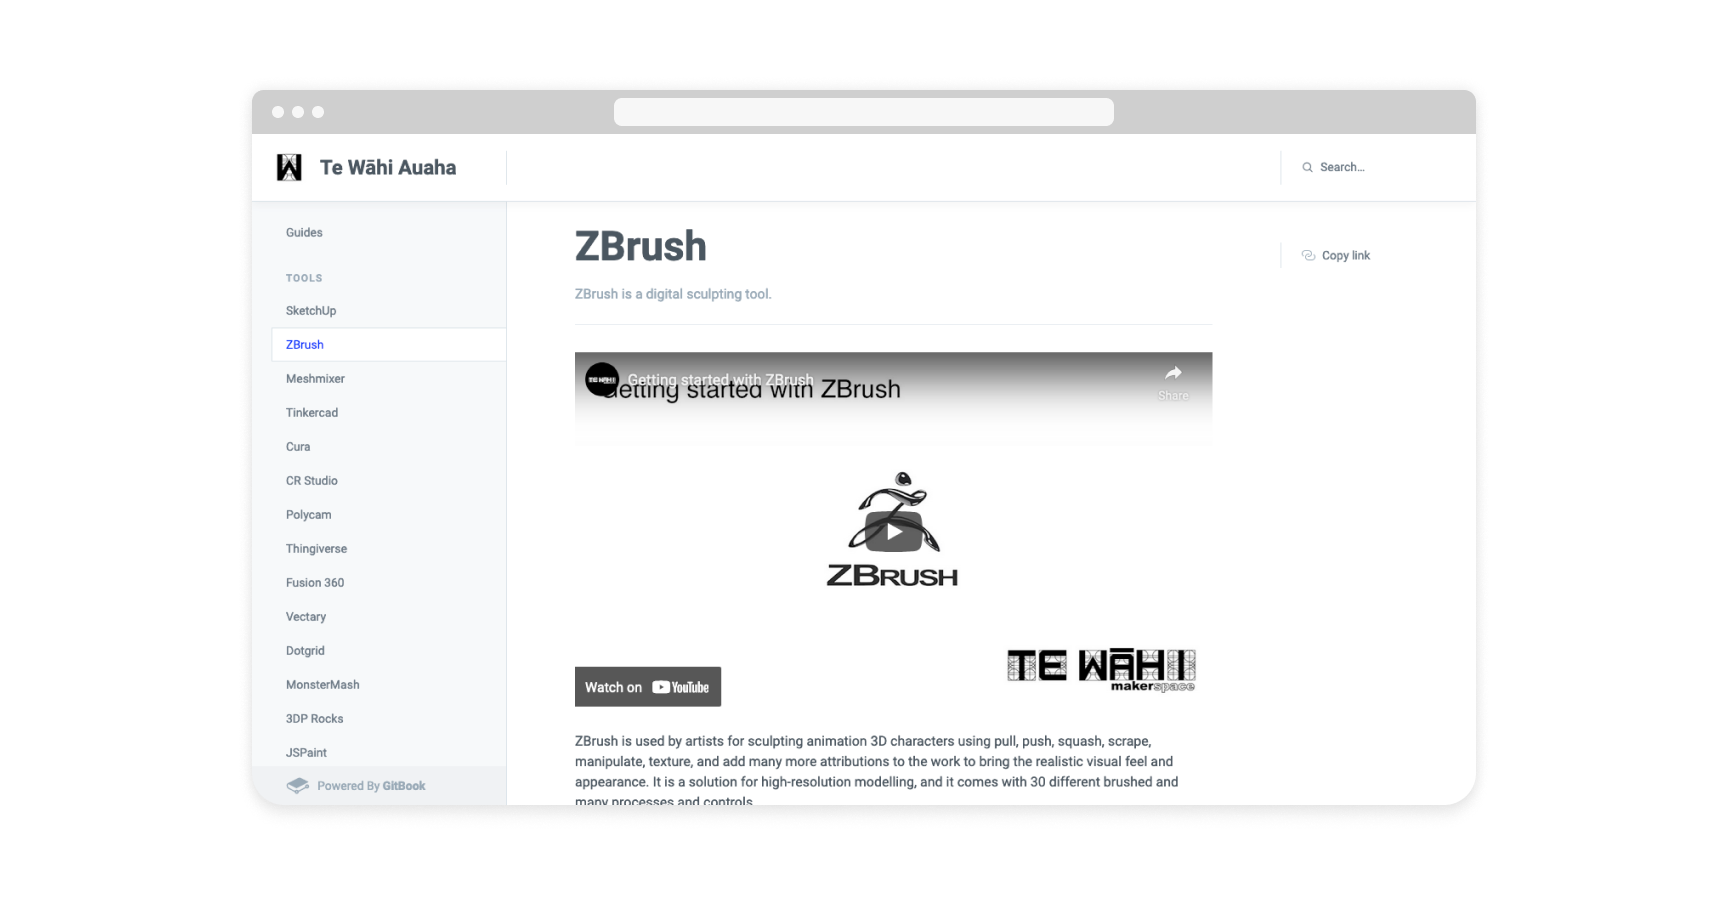 Te Wāhi Auaha
Search...
Guides
TOOLS
SketchUp
ZBrush
Meshmixer
Tinkercad
Cura
CR Studio
Polycam
Thingiverse
Fusion 360
Vectary
Dotgrid
MonsterMash
3DP Rocks
JSPaint
Powered By GitBook
ZBrush
Copy link
ZBrush is a digital sculpting tool.
TE WĀHI
Getting started with ZBrush
Getting started with ZBrush
Share
ZBRUSH
TE WĀHI
makerspace
Watch on YouTube
ZBrush is used by artists for sculpting animation 3D characters using pull, push, squash, scrape,
manipulate, texture, and add many more attributions to the work to bring the realistic visual feel and
appearance. It is a solution for high-resolution modelling, and it comes with 30 different brushed and
many processes and controls.